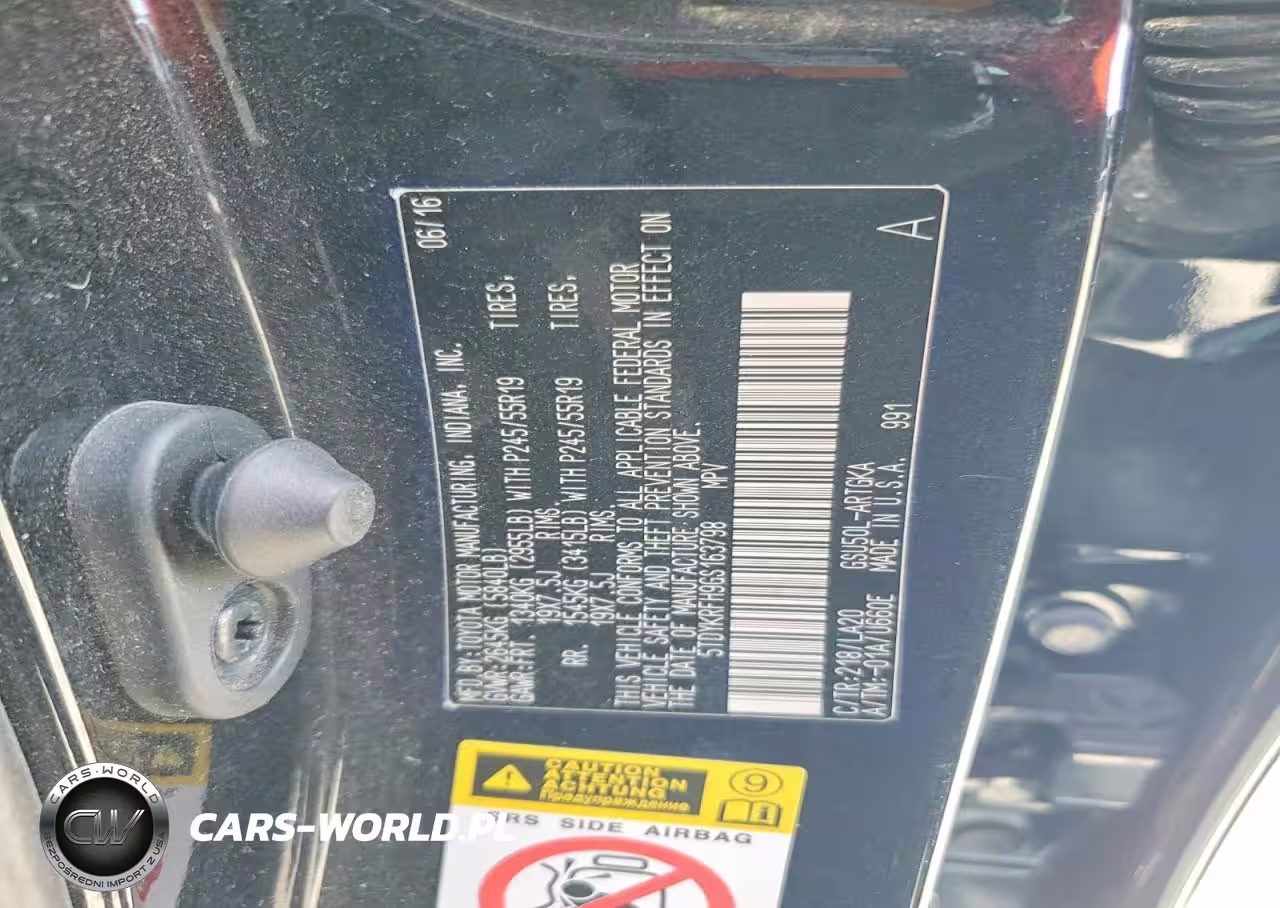 06/16
MFD.BY:TOYOTA MOTOR MANUFACTURING, INDIANA, INC.
GVWR:2665KG (5840LB)
GAWR:FRT. 1340KG (2955LB) WITH P245/55R19 TIRES,
19X7.5J RIMS.
RR. 1545KG (3415LB) WITH P245/55R19 TIRES,
19X7.5J RIMS.
THIS VEHICLE CONFORMS TO ALL APPLICABLE FEDERAL MOTOR
VEHICLE SAFETY AND THEFT PREVENTION STANDARDS IN EFFECT ON
THE DATE OF MANUFACTURE SHOWN ABOVE.
5TDKRFH9GS163798 MPV
C/TR:218/LA20 GSU50L-ARTGKA
A/TM:-01A/U660E MADE IN U.S.A. 991
A
CAUTION
ATTENTION
ACHTUNG
Предупреждение
9
i
SRS SIDE AIRBAG
CARS-WORLD
CW
BEZPOŚREDNI IMPORT Z USA
CARS-WORLD.PL